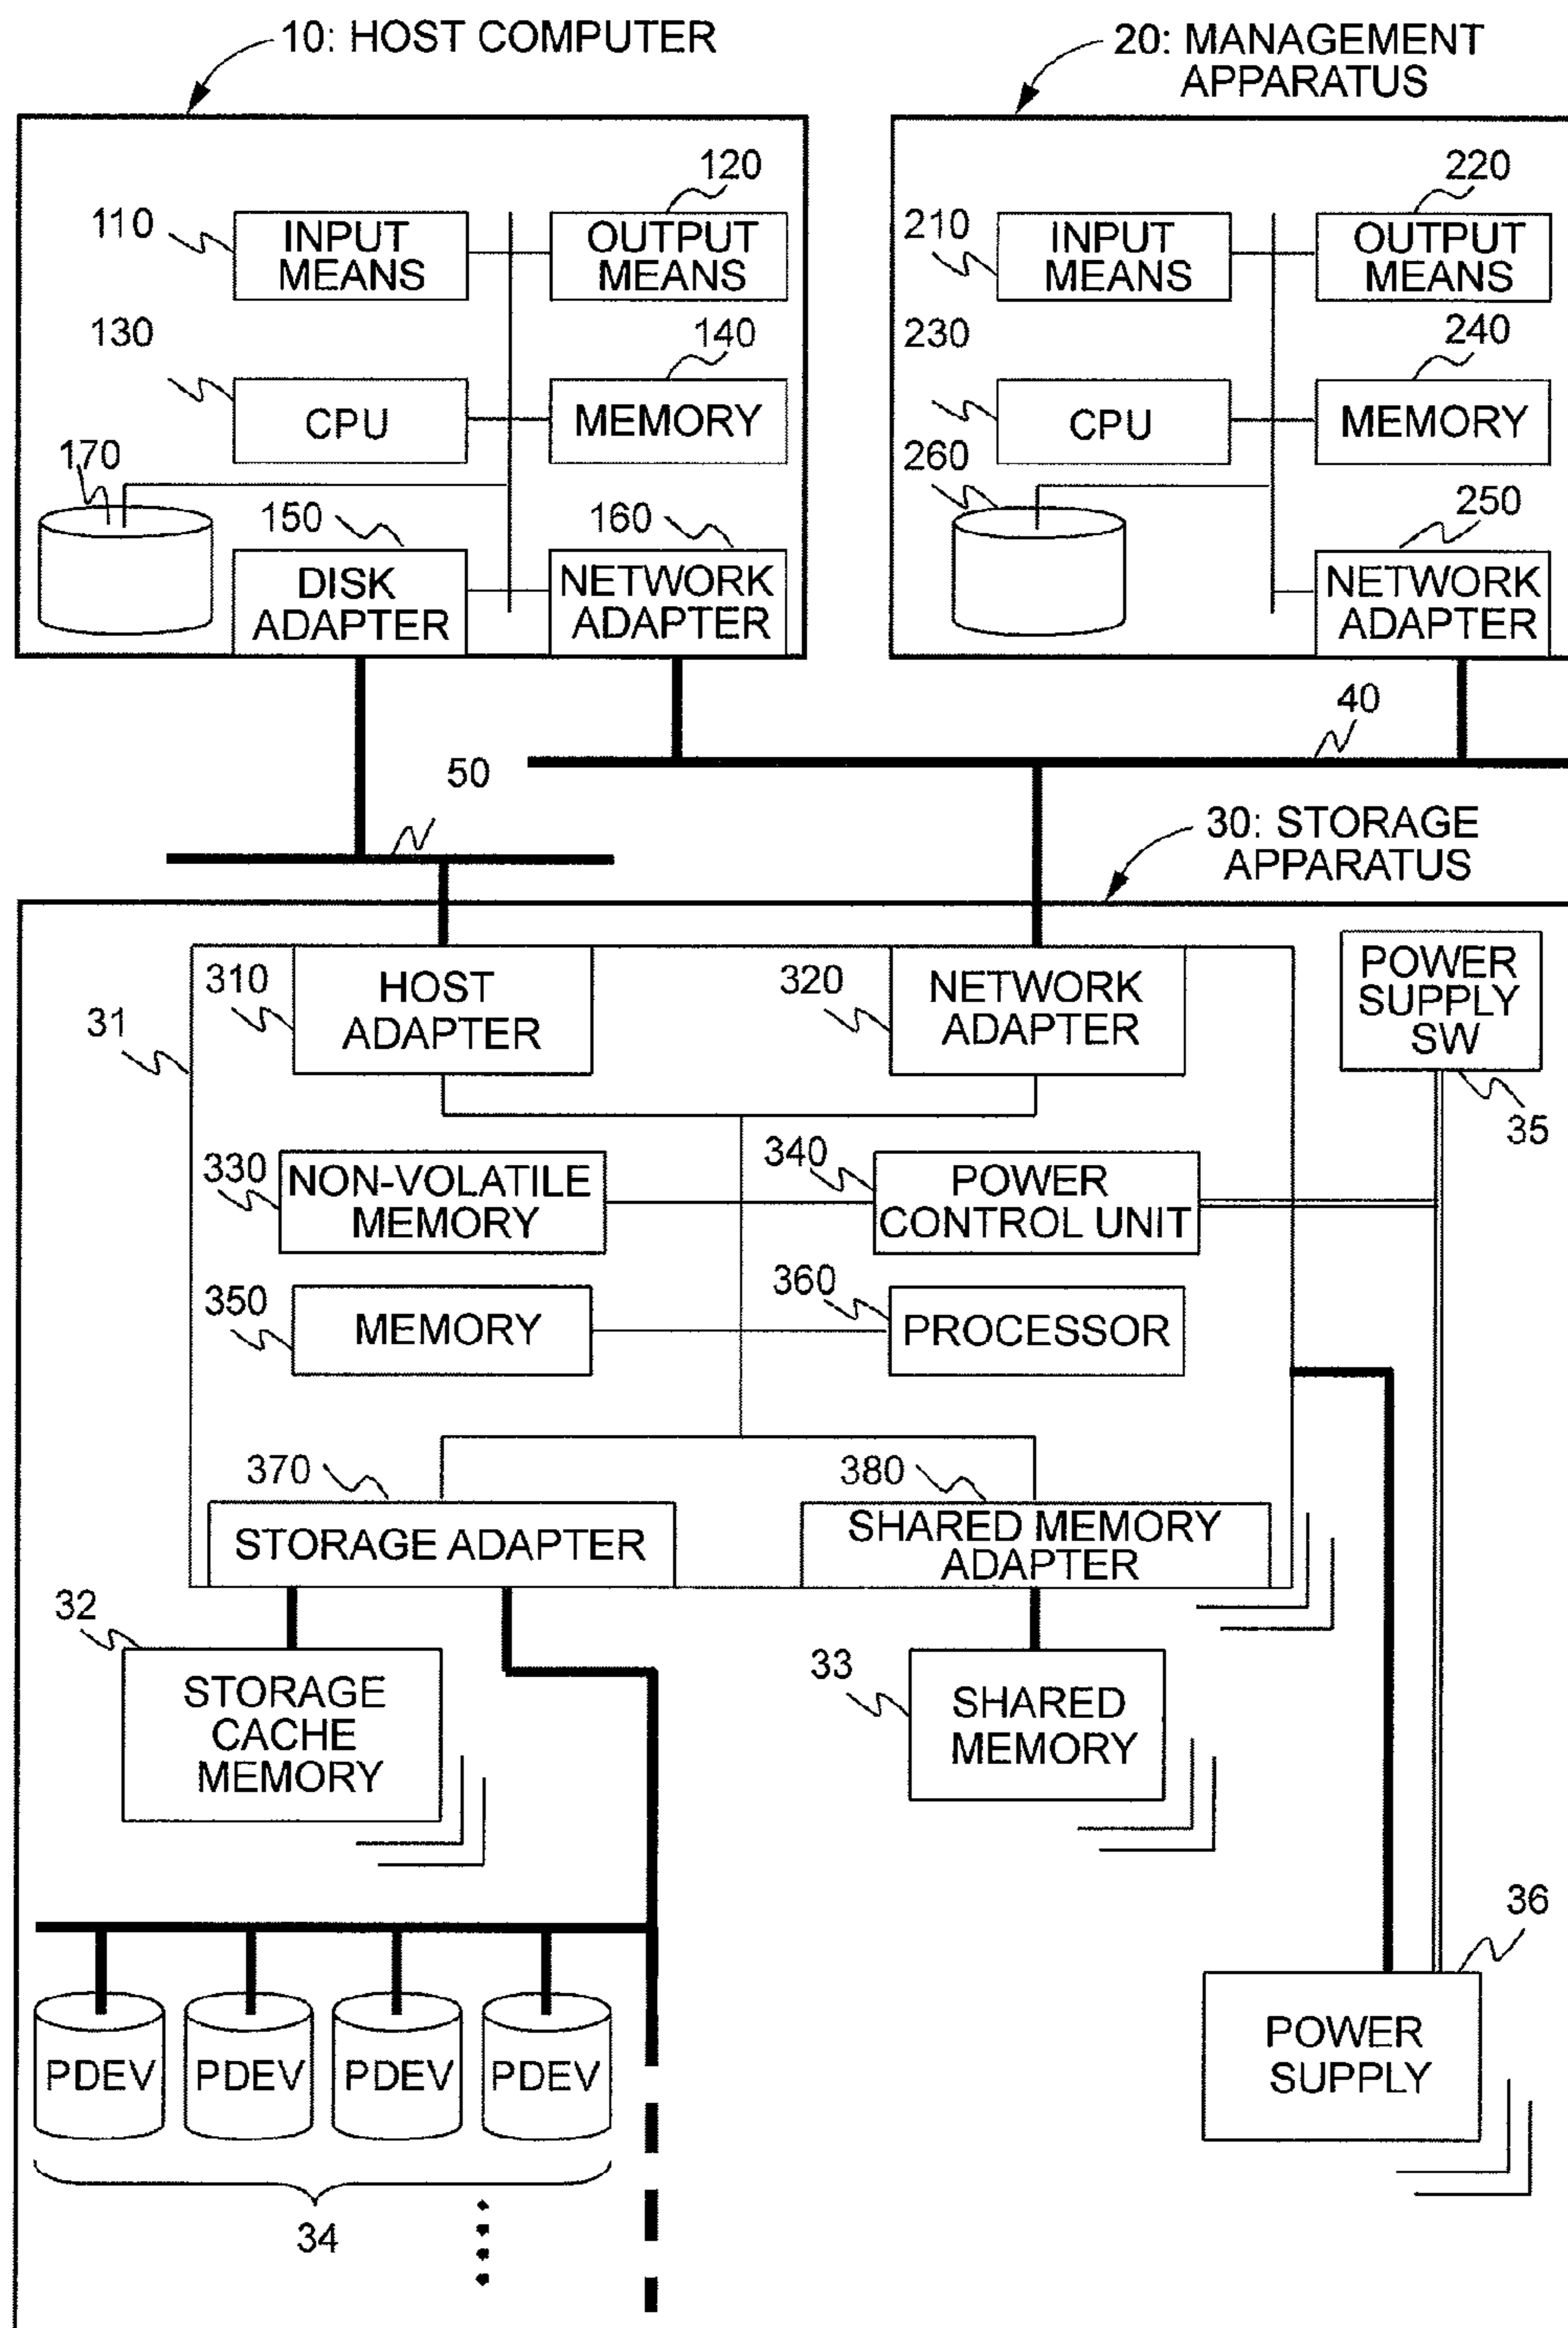 10: HOST COMPUTER
20: MANAGEMENT
APPARATUS
120
110
INPUT
MEANS
OUTPUT
MEANS
130
140
CPU
MEMORY
170
150
160
DISK
ADAPTER
NETWORK
ADAPTER
220
210
INPUT
MEANS
OUTPUT
MEANS
230
240
CPU
MEMORY
260
250
NETWORK
ADAPTER
40
50
30: STORAGE
APPARATUS
31
310
HOST
ADAPTER
320
NETWORK
ADAPTER
POWER
SUPPLY
SW
35
330
NON-VOLATILE
MEMORY
340
POWER
CONTROL UNIT
350
MEMORY
360
PROCESSOR
370
STORAGE ADAPTER
380
SHARED MEMORY
ADAPTER
32
STORAGE
CACHE
MEMORY
33
SHARED
MEMORY
36
POWER
SUPPLY
PDEV
PDEV
PDEV
PDEV
34